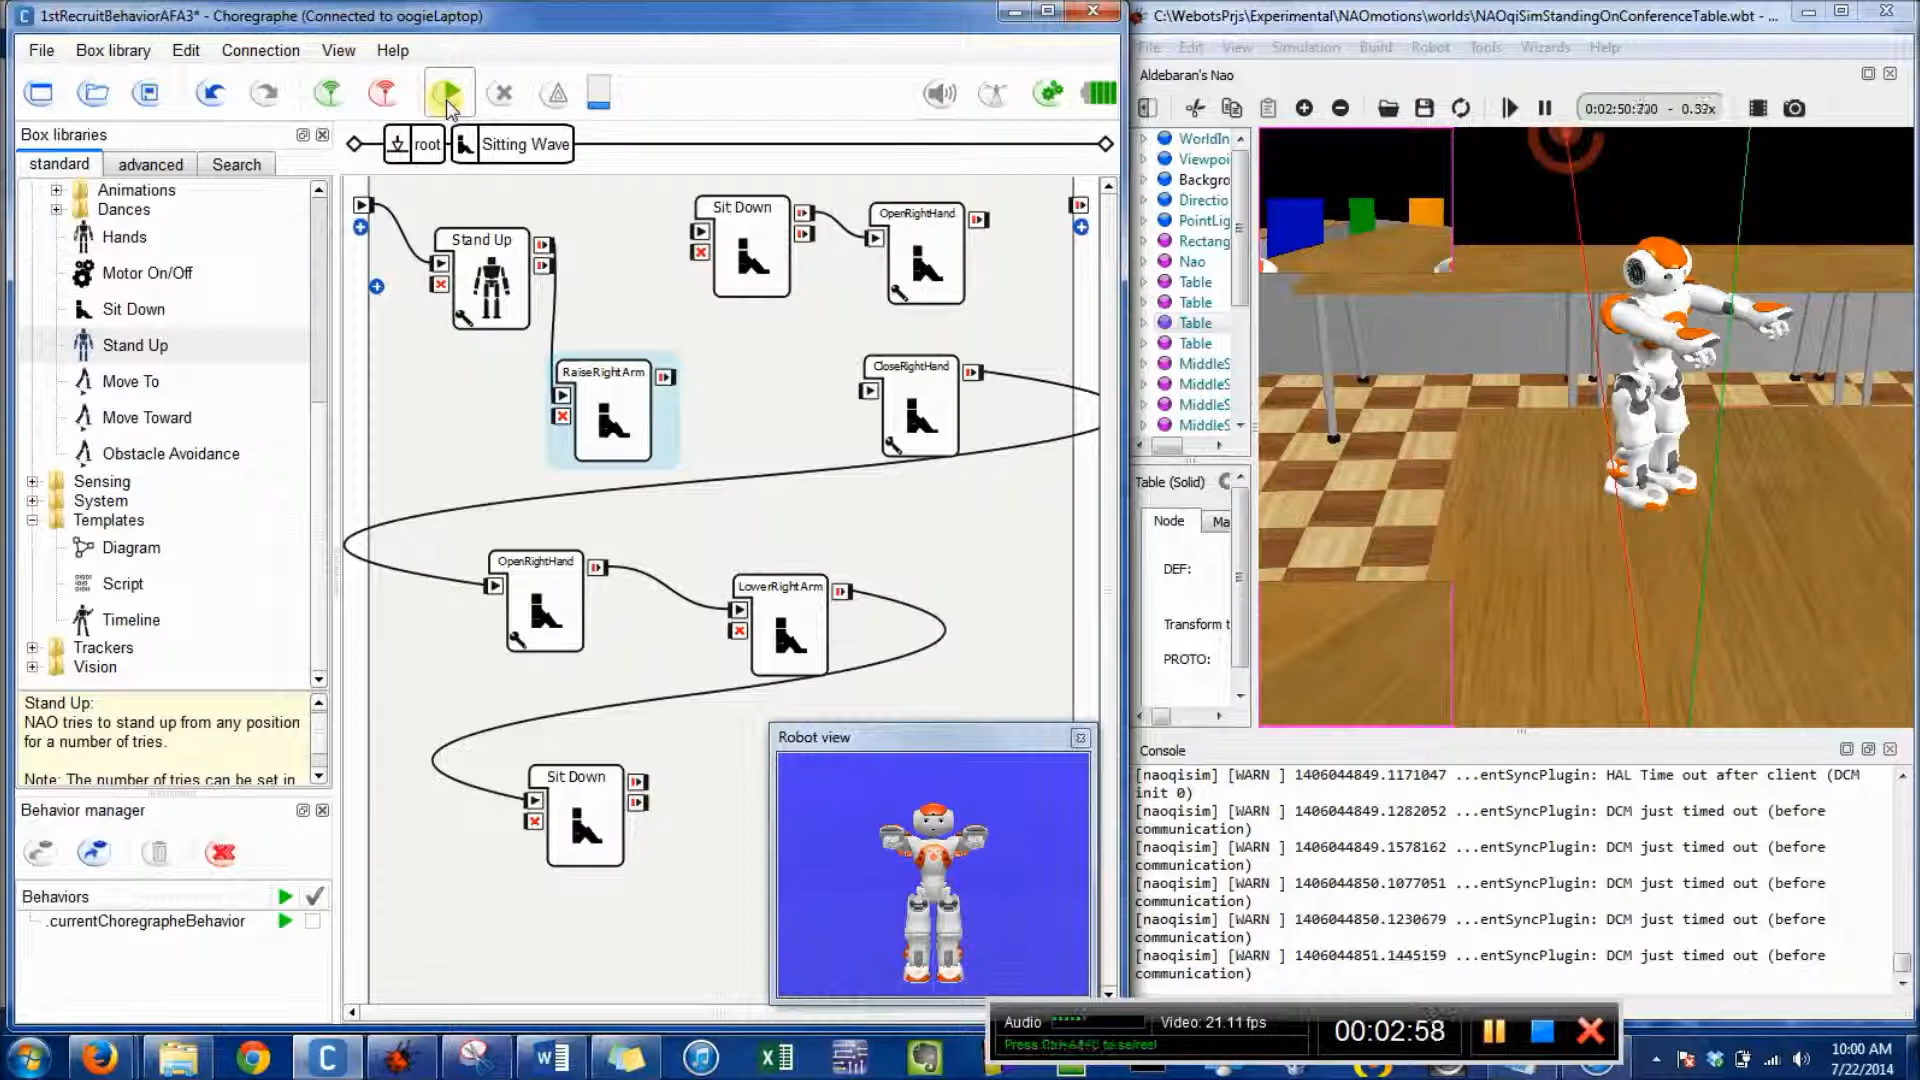 1stRecruitBehaviorAFA3* - Choregraphe (Connected to oogieLaptop)
File Box library Edit Connection View Help
Box libraries
standard advanced Search
Animations
Dances
Hands
Motor On/Off
Sit Down
Stand Up
Move To
Move Toward
Obstacle Avoidance
Sensing
System
Templates
Diagram
Script
Timeline
Trackers
Vision
Stand Up:
NAO tries to stand up from any position
for a number of tries.
Note: The number of tries can be set in
Behavior manager
Behaviors
.currentChoregrapheBehavior
root Sitting Wave
Stand Up
Sit Down
OpenRightHand
RaiseRightArm
CloseRightHand
OpenRightHand
LowerRightArm
Sit Down
Robot view
C:\WebotsPrjs\Experimental\NAOmotions\worlds\NAOqiSimStandingOnConferenceTable.wbt - ...
File Edit View Simulation Build Robot Tools Wizards Help
Aldebaran's Nao
0:02:50:700 - 0.33x
WorldIn
Viewpoi
Backgro
Directio
PointLig
Rectang
Nao
Table
Table
Table
Table
MiddleS
MiddleS
MiddleS
MiddleS
Table (Solid)
Node Ma
DEF:
Transform t
PROTO:
Console
[naoqisim] [WARN ] 1406044849.1171047 ...entSyncPlugin: HAL Time out after client (DCM
init 0)
[naoqisim] [WARN ] 1406044849.1282052 ...entSyncPlugin: DCM just timed out (before
communication)
[naoqisim] [WARN ] 1406044849.1578162 ...entSyncPlugin: DCM just timed out (before
communication)
[naoqisim] [WARN ] 1406044850.1077051 ...entSyncPlugin: DCM just timed out (before
communication)
[naoqisim] [WARN ] 1406044850.1230679 ...entSyncPlugin: DCM just timed out (before
communication)
[naoqisim] [WARN ] 1406044851.1445159 ...entSyncPlugin: DCM just timed out (before
communication)
Audio Video: 21.11 fps
00:02:58
10:00 AM
7/22/2014